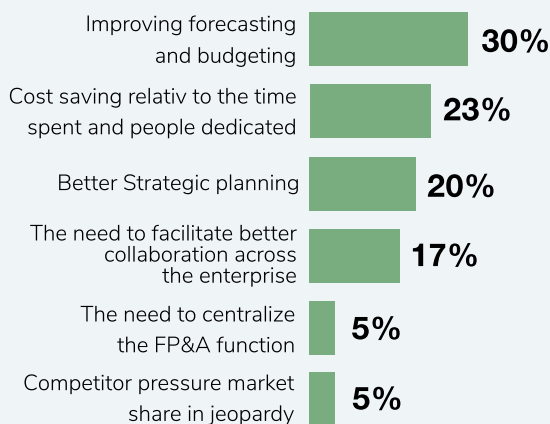 Improving forecasting
and budgeting
30%
Cost saving relativ to the time
spent and people dedicated
23%
Better Strategic planning
20%
The need to facilitate better
collaboration across
the enterprise
17%
The need to centralize
the FP&A function
5%
Competitor pressure market
share in jeopardy
5%